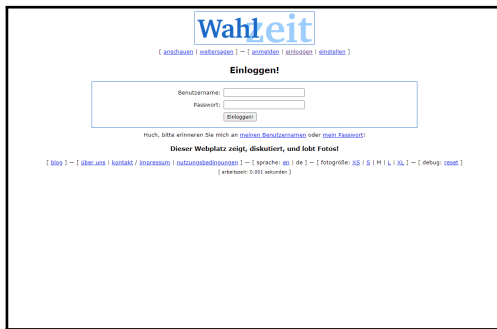 Wahlzeit
[ anschauen | weitersagen ] — [ anmelden | einloggen | einstellen ]
Einloggen!
Benutzername:
Passwort:
Einloggen!
Huch, bitte erinneren Sie mich an meinen Benutzernamen oder mein Passwort!
Dieser Webplatz zeigt, diskutiert, und lobt Fotos!
[ blog ] — [ über uns | kontakt / impressum | nutzungsbedingungen ] — [ sprache: en | de ] — [ fotogröße: XS | S | M | L | XL ] — [ debug: reset ]
[ arbeitszeit: 0.001 sekunden ]